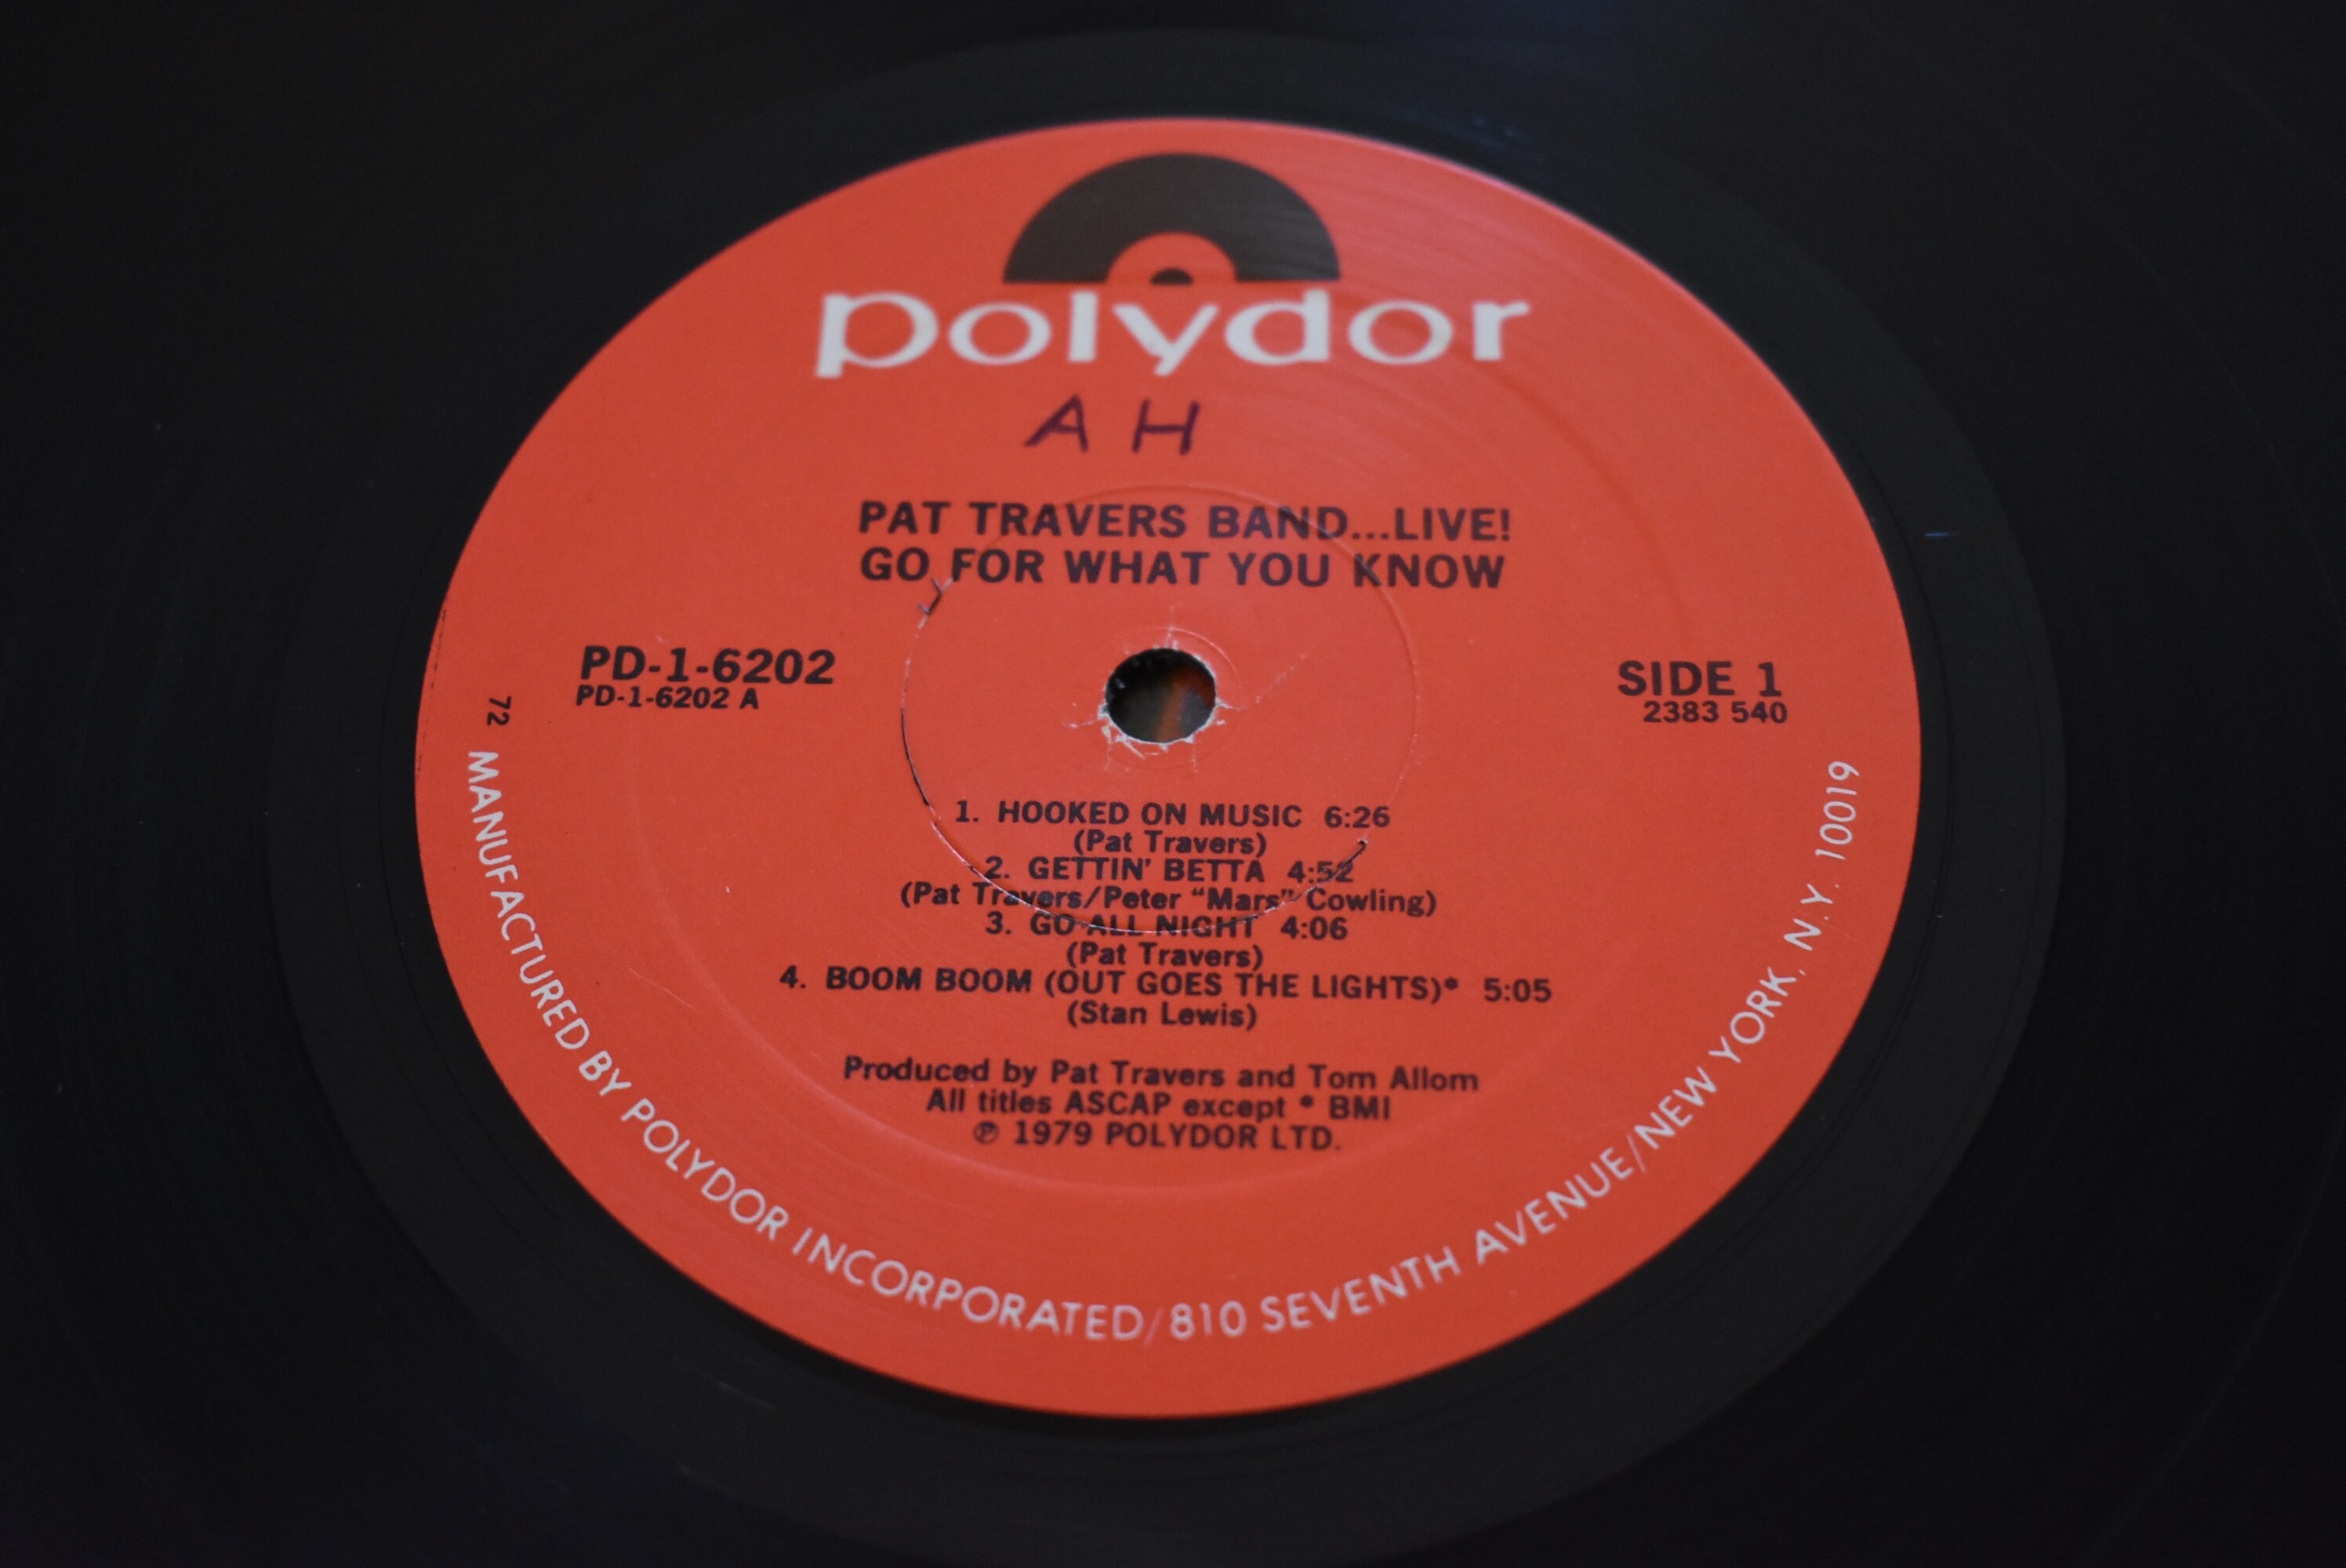 polydor
A H
PAT TRAVERS BAND...LIVE!
GO FOR WHAT YOU KNOW
PD-1-6202
PD-1-6202 A
SIDE 1
2383 540
1. HOOKED ON MUSIC 6:26
(Pat Travers)
2. GETTIN' BETTA 4:52
(Pat Travers/Peter “Mars” Cowling)
3. GO ALL NIGHT 4:06
(Pat Travers)
4. BOOM BOOM (OUT GOES THE LIGHTS)* 5:05
(Stan Lewis)
Produced by Pat Travers and Tom Allom
All titles ASCAP except * BMI
℗ 1979 POLYDOR LTD.
72
MANUFACTURED BY POLYDOR INCORPORATED/810 SEVENTH AVENUE/NEW YORK, N.Y. 10019